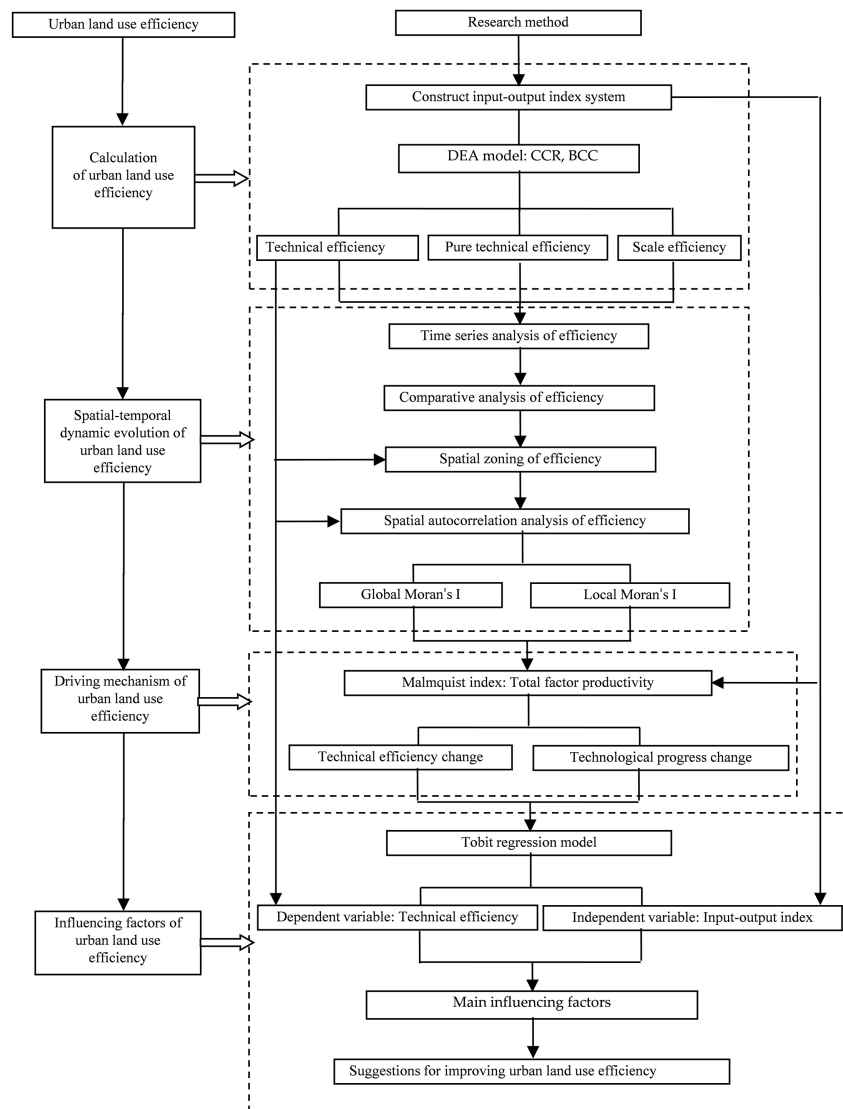 Urban land use efficiency
Research method
Construct input-output index system
Calculation
of urban land use
efficiency
DEA model: CCR, BCC
Technical efficiency
Pure technical efficiency
Scale efficiency
Time series analysis of efficiency
Comparative analysis of efficiency
Spatial-temporal
dynamic evolution of
urban land use
efficiency
Spatial zoning of efficiency
Spatial autocorrelation analysis of efficiency
Global Moran's I
Local Moran's I
Driving mechanism of
urban land use
efficiency
Malmquist index: Total factor productivity
Technical efficiency change
Technological progress change
Tobit regression model
Influencing factors of
urban land use
efficiency
Dependent variable: Technical efficiency
Independent variable: Input-output index
Main influencing factors
Suggestions for improving urban land use efficiency